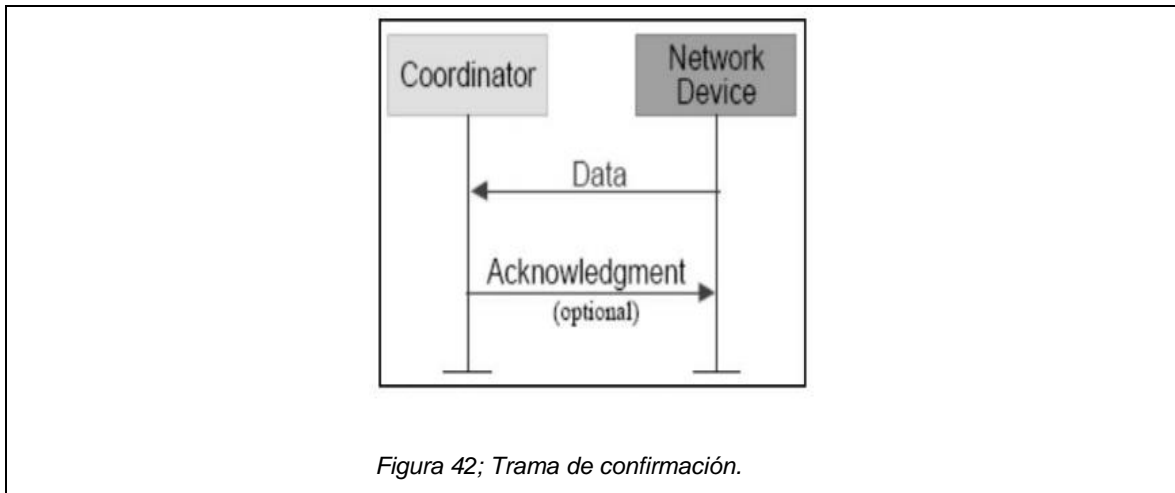 Coordinator
Network
Device
Data
Acknowledgment
(optional)
Figura 42; Trama de confirmación.